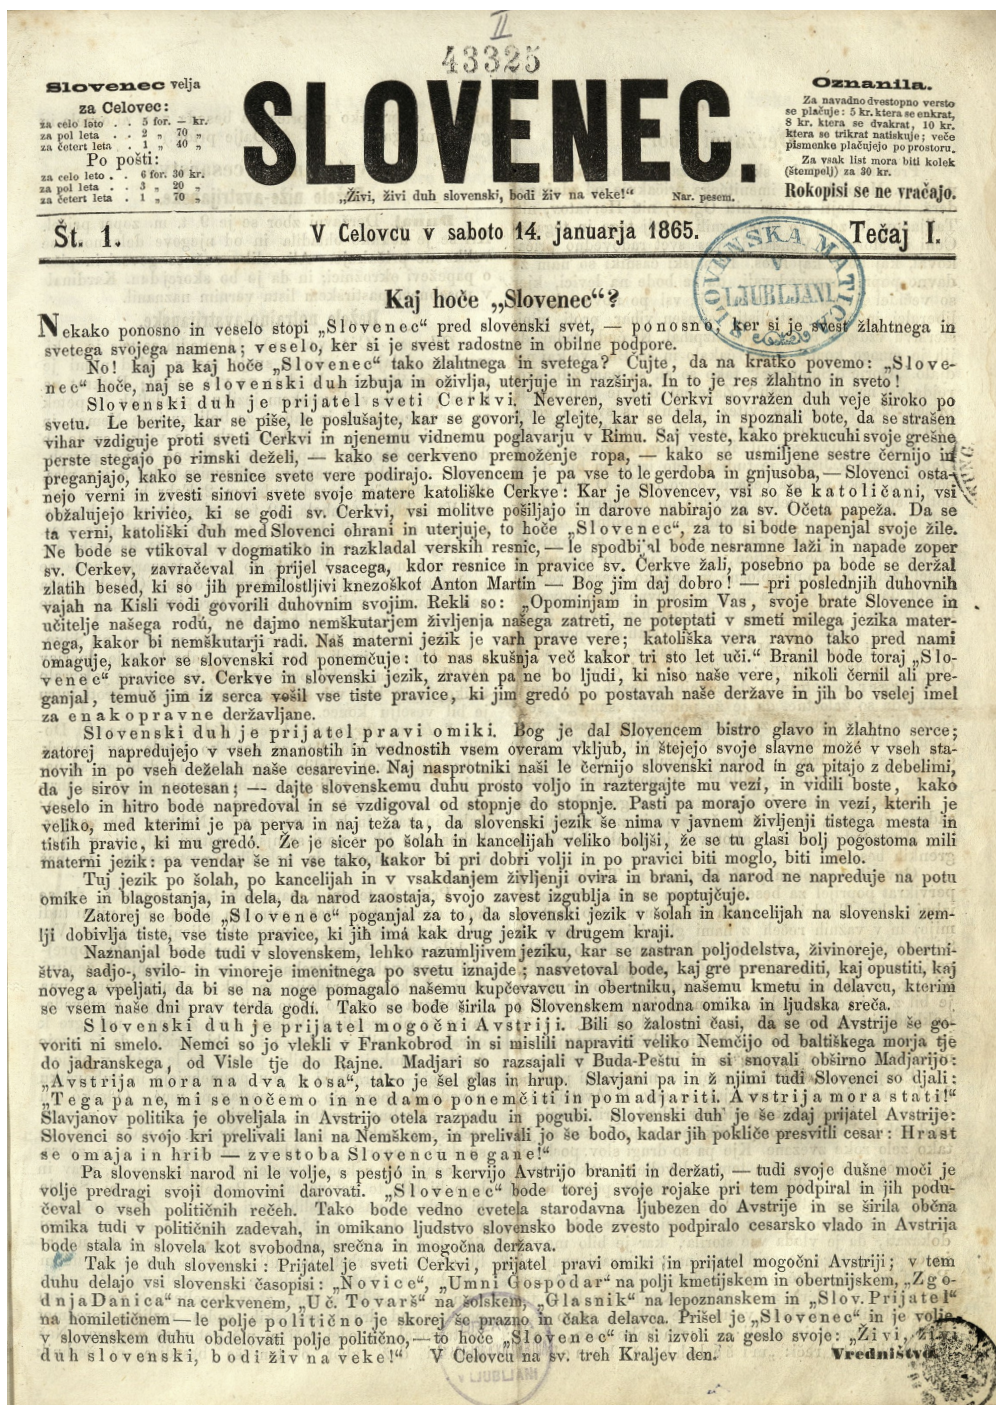 II
43325
Slovenec velja
za Celovec:
za celo leto . . 5 for. — kr.
za pol leta . . 2 „ 70 „
za četert leta . 1 „ 40 „
Po pošti:
za celo leto . . 6 for. 30 kr.
za pol leta . . 3 „ 20 „
za četert leta . 1 „ 70 „
SLOVENEC.
„Živi, živi duh slovenski, bodi živ na veke!“ Nar. pesem.
Oznanila.
Za navadno dvestopno versto
se plačuje: 5 kr. ktera se enkrat,
8 kr. ktera se dvakrat, 10 kr.
ktera se trikrat natiskuje; veče
pismenke plačujejo po prostoru.
Za vsak list mora biti kolek
(štempelj) za 30 kr.
Rokopisi se ne vračajo.
Št. 1. V Celovcu v saboto 14. januarja 1865. Tečaj I.
SLOVENSKA MATICA
V
LJUBLJANI
Kaj hoče „Slovenec“?
Nekako ponosno in veselo stopi „Slovenec“ pred slovenski svet, — ponosno, ker si je svest žlahtnega in
svetega svojega namena; veselo, ker si je svest radostne in obilne podpore.
No! kaj pa kaj hoče „Slovenec“ tako žlahtnega in svetega? Čujte, da na kratko povemo: „Slove-
nec“ hoče, naj se slovenski duh izbuja in oživlja, uterjuje in razširja. In to je res žlahtno in sveto!
Slovenski duh je prijatel sveti Cerkvi. Neveren, sveti Cerkvi sovražen duh veje široko po
svetu. Le berite, kar se piše, le poslušajte, kar se govori, le glejte, kar se dela, in spoznali bote, da se strašen
vihar vzdiguje proti sveti Cerkvi in njenemu vidnemu poglavarju v Rimu. Saj veste, kako prekucuhi svoje grešne
perste stegajo po rimski deželi, — kako se cerkveno premoženje ropa, — kako se usmiljene sestre černijo in
preganjajo, kako se resnice svete vere podirajo. Slovencem je pa vse to le gerdoba in gnjusoba, — Slovenci osta-
nejo verni in zvesti sinovi svete svoje matere katoliške Cerkve: Kar je Slovencev, vsi so še katoličani, vsi
obžalujejo krivico, ki se godi sv. Cerkvi, vsi molitve pošiljajo in darove nabirajo za sv. Očeta papeža. Da se
ta verni, katoliški duh med Slovenci ohrani in uterjuje, to hoče „Slovenec“, za to si bode napenjal svoje žile.
Ne bode se vtikoval v dogmatiko in razkladal verskih resnic, — le spodbijal bode nesramne laži in napade zoper
sv. Cerkev, zavračeval in prijel vsacega, kdor resnice in pravice sv. Cerkve žali, posebno pa bode se deržal
zlatih besed, ki so jih premilostljivi knezoškof Anton Martin — Bog jim daj dobro! — pri poslednjih duhovnih
vajah na Kisli vodi govorili duhovnim svojim. Rekli so: „Opominjam in prosim Vas, svoje brate Slovence in
učitelje našega rodú, ne dajmo nemškutarjem življenja našega zatreti, ne poteptati v smeti milega jezika mater-
nega, kakor bi nemškutarji radi. Naš materni jezik je varh prave vere; katoliška vera ravno tako pred nami
omaguje, kakor se slovenski rod ponemčuje: to nas skušnja več kakor tri sto let uči.“ Branil bode toraj „Slo-
venec“ pravice sv. Cerkve in slovenski jezik, zraven pa ne bo ljudi, ki niso naše vere, nikoli černil ali pre-
ganjal, temuč jim iz serca vošil vse tiste pravice, ki jim gredó po postavah naše deržave in jih bo vselej imel
za enakopravne deržavljane.
Slovenski duh je prijatel pravi omiki. Bog je dal Slovencem bistro glavo in žlahtno serce;
zatorej napredujejo v vseh znanostih in vednostih vsem overam vkljub, in štejejo svoje slavne možé v vseh sta-
novih in po vseh deželah naše cesarevine. Naj nasprotniki naši le černijo slovenski narod in ga pitajo z debelimi,
da je sirov in neotesan; — dajte slovenskemu duhu prosto voljo in raztergajte mu vezí, in vidili boste, kako
veselo in hitro bode napredoval in se vzdigoval od stopnje do stopnje. Pasti pa morajo overe in vezi, kterih je
veliko, med kterimi je pa perva in naj teža ta, da slovenski jezik še nima v javnem življenji tistega mesta in
tistih pravic, ki mu gredó. Že je sicer po šolah in kancelijah veliko boljši, že se tu glasi bolj pogostoma mili
materni jezik: pa vendar še ni vse tako, kakor bi pri dobri volji in po pravici biti moglo, biti imelo.
Tuj jezik po šolah, po kancelijah in v vsakdanjem življenji ovira in brani, da narod ne napreduje na potu
omike in blagostanja, in dela, da narod zaostaja, svojo zavest izgublja in se poptujčuje.
Zatorej se bode „Slovenec“ poganjal za to, da slovenski jezik v šolah in kancelijah na slovenski zem-
lji dobivlja tiste, vse tiste pravice, ki jih imá kak drug jezik v drugem kraji.
Naznanjal bode tudi v slovenskem, lehko razumljivem jeziku, kar se zastran poljodelstva, živinoreje, obertni-
štva, sadjo-, svilo- in vinoreje imenitnega po svetu iznajde; nasvetoval bode, kaj gre prenarediti, kaj opustiti, kaj
novega vpeljati, da bi se na noge pomagalo našemu kupčevavcu in obertniku, našemu kmetu in delavcu, kterim
se vsem naše dni prav terda godi. Tako se bode širila po Slovenskem narodna omika in ljudska sreča.
Slovenski duh je prijatel mogočni Avstriji. Bili so žalostni časi, da se od Avstrije še go-
voriti ni smelo. Nemci so jo vlekli v Frankobrod in si mislili napraviti veliko Nemčijo od baltiškega morja tje
do jadranskega, od Visle tje do Rajne. Madjari so razsajali v Buda-Peštu in si snovali obširno Madjarijo:
„Avstrija mora na dva kosa“, tako je šel glas in hrup. Slavjani pa in ž njimi tudi Slovenci so djali:
„Tega pa ne, mi se nočemo in ne damo ponemčiti in pomadjariti. Avstrija mora stati!“
Slavjanov politika je obveljala in Avstrijo otela razpadu in pogubi. Slovenski duh je še zdaj prijatel Avstrije:
Slovenci so svojo kri prelivali lani na Nemškem, in prelivali jo še bodo, kadar jih pokliče presvitli cesar: Hrast
se omaja in hrib — zvestoba Slovencu ne gane!“
Pa slovenski narod ni le volje, s pestjó in s kervijo Avstrijo braniti in deržati, — tudi svoje dušne moči je
volje predragi svoji domovini darovati. „Slovenec“ bode torej svoje rojake pri tem podpiral in jih podu-
čeval o vseh političnih rečeh. Tako bode vedno cvetela starodavna ljubezen do Avstrije in se širila občna
omika tudi v političnih zadevah, in omikano ljudstvo slovensko bode zvesto podpiralo cesarsko vlado in Avstrija
bode stala in slovela kot svobodna, srečna in mogočna deržava.
Tak je duh slovenski: Prijatel je sveti Cerkvi, prijatel pravi omiki in prijatel mogočni Avstriji; v tem
duhu delajo vsi slovenski časopisi: „Novice“, „Umni Gospodar“ na polji kmetijskem in obertnijskem, „Zgo-
dnja Danica“ na cerkvenem, „Uč. Tovarš“ na šolskem, „Glasnik“ na lepoznanskem in „Slov. Prijatel“
na homiletičnem — le polje politično je skorej še prazno in čaka delavca. Prišel je „Slovenec“ in je volje,
v slovenskem duhu obdelovati polje politično, — to hoče „Slovenec“ in si izvoli za geslo svoje: „Živi, živi
duh slovenski, bodi živ na veke!“ V Celovcu na sv. treh Kraljev den. Vredništvo.
V LJUBLJANI